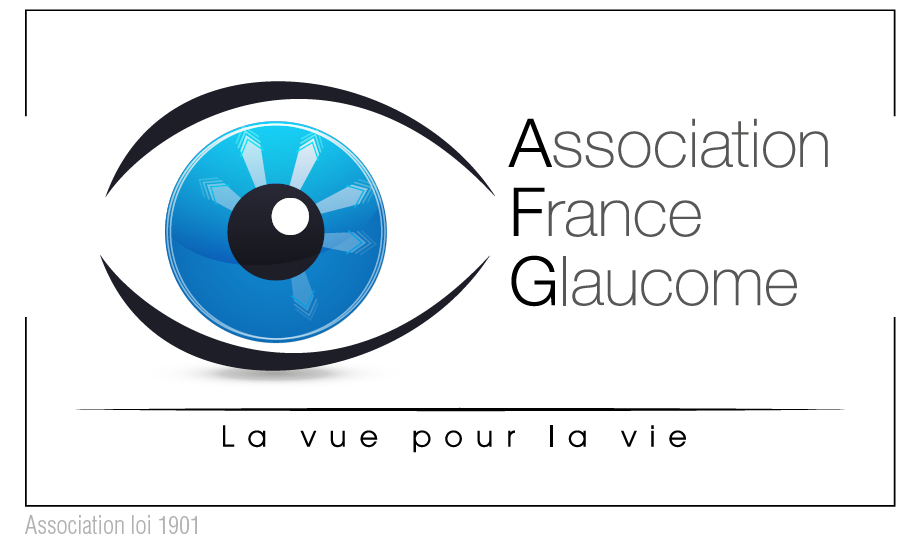 Association
France
Glaucome
La vue pour la vie
Association loi 1901